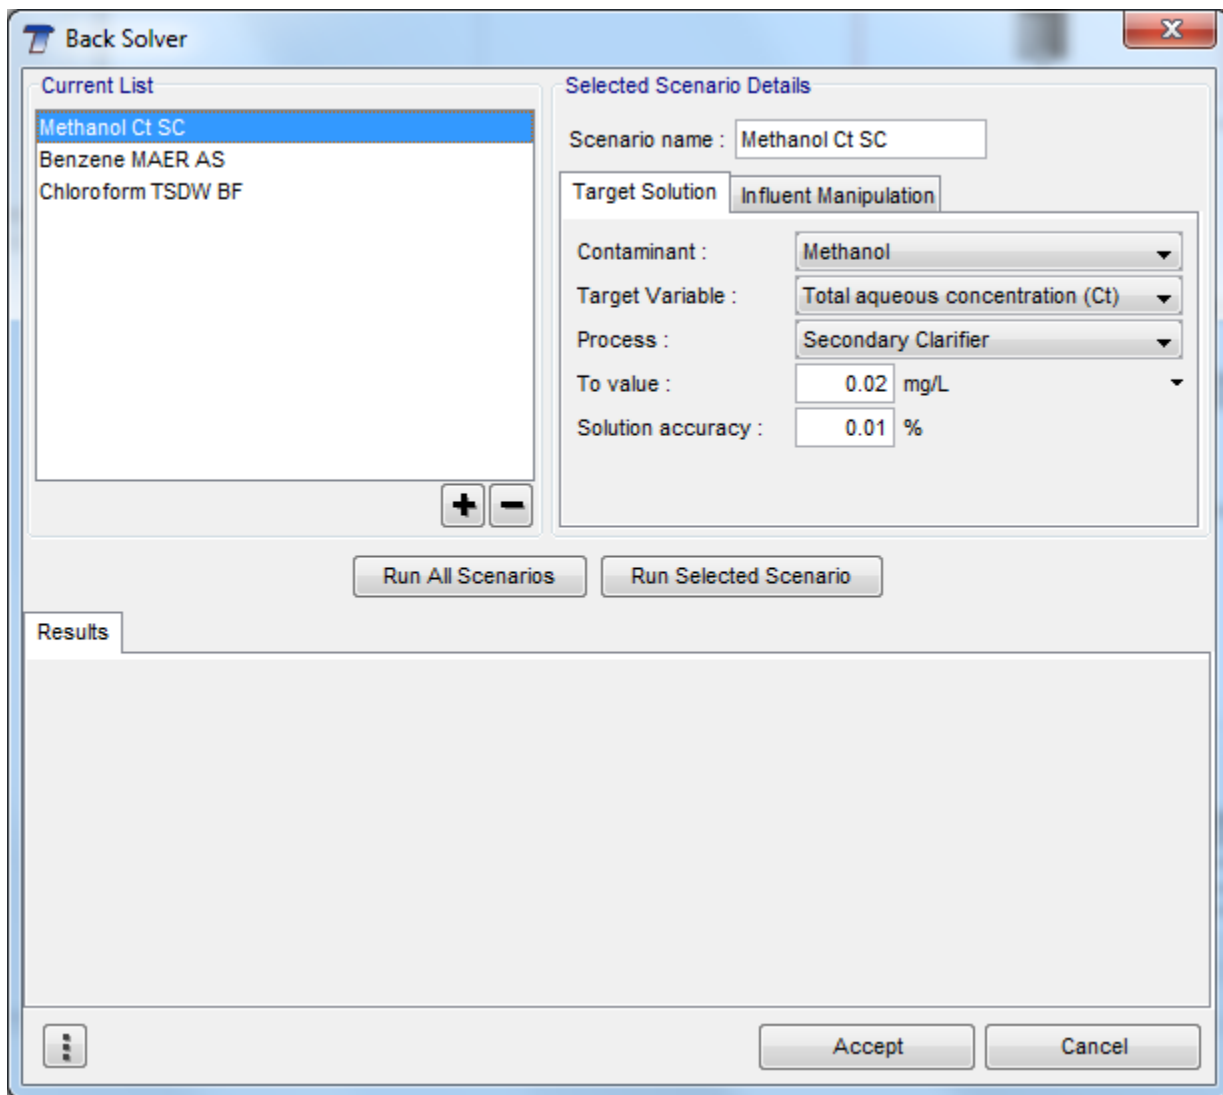 Back Solver
Current List
Methanol Ct SC
Benzene MAER AS
Chloroform TSDW BF
Selected Scenario Details
Scenario name : Methanol Ct SC
Target Solution Influent Manipulation
Contaminant : Methanol
Target Variable : Total aqueous concentration (Ct)
Process : Secondary Clarifier
To value : 0.02 mg/L
Solution accuracy : 0.01 %
Run All Scenarios Run Selected Scenario
Results
Accept Cancel